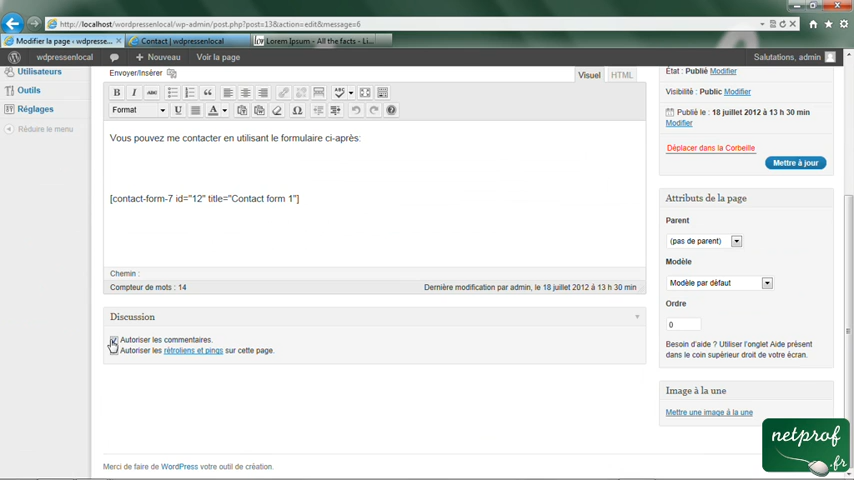 http://localhost/wordpressenlocal/wp-admin/post.php?post=13&action=edit&message=6
Modifier la page ‹ wordpresse...
Contact | wdpressenlocal
Lorem Ipsum - All the facts - Li...
wdpressenlocal
Nouveau
Voir la page
Salutations, admin
Utilisateurs
Outils
Réglages
Réduire le menu
Envoyer/Insérer
Visuel
HTML
B I ABC
ABC
Format
U
A
Vous pouvez me contacter en utilisant le formulaire ci-après:
[contact-form-7 id="12" title="Contact form 1"]
Chemin :
Compteur de mots : 14
Dernière modification par admin, le 18 juillet 2012 à 13 h 30 min
Discussion
Autoriser les commentaires.
Autoriser les rétroliens et pings sur cette page.
Merci de faire de WordPress votre outil de création.
État : Publié Modifier
Visibilité : Public Modifier
Publié le : 18 juillet 2012 à 13 h 30 min
Modifier
Déplacer dans la Corbeille
Mettre à jour
Attributs de la page
Parent
(pas de parent)
Modèle
Modèle par défaut
Ordre
0
Besoin d'aide ? Utiliser l'onglet Aide présent
dans le coin supérieur droit de votre écran.
Image à la une
Mettre une image à la une
netprof
.fr